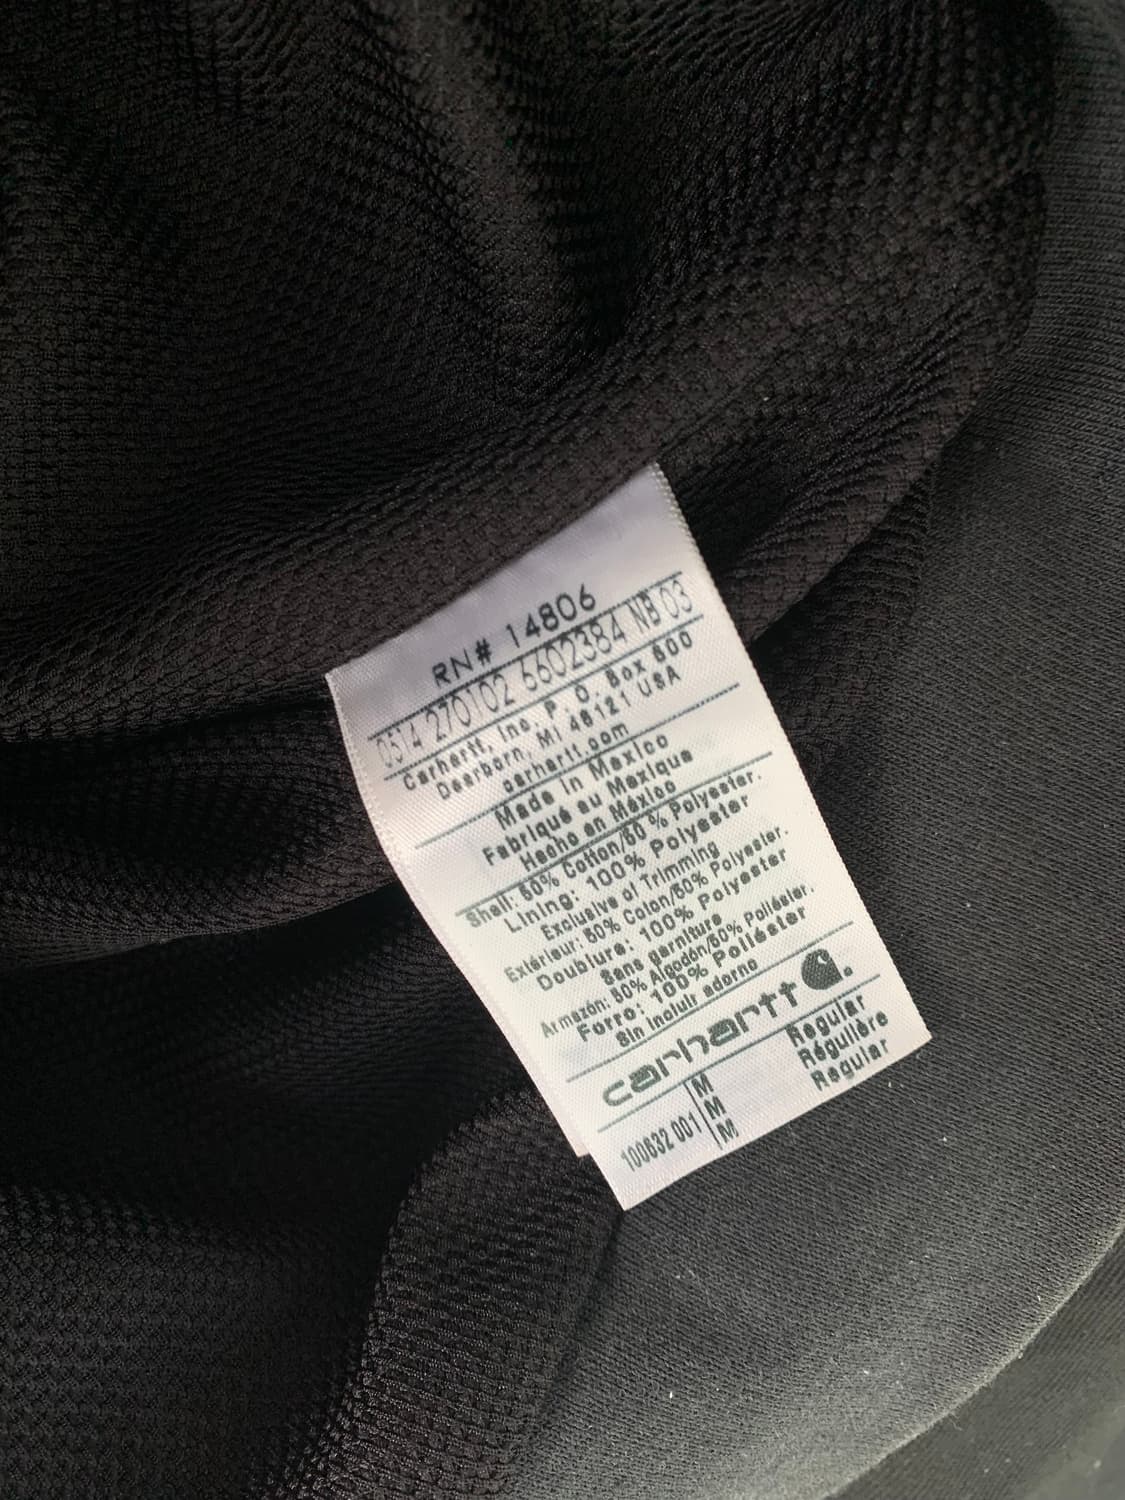 RN# 14806
0514 270102 6602384 NB 03
Carhartt, Inc. P. O. Box 600
Dearborn, MI 48121 USA
carhartt.com
Made in Mexico
Fabriqué au Mexique
Hecho en México
Shell: 50% Cotton/50% Polyester.
Lining: 100% Polyester
Exclusive of Trimming
Extérieur: 50% Coton/50% Polyester.
Doublure: 100% Polyester
Sans garniture
Armazón: 50% Algodón/50% Poliéster.
Forro: 100% Poliéster
Sin incluir adorno
carhartt
100632 001 M Regular
M Régulière
M Regular